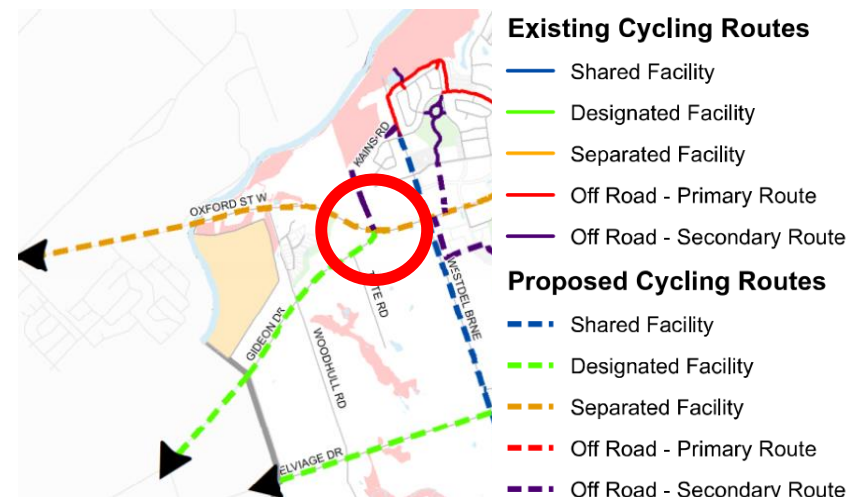 Existing Cycling Routes
Shared Facility
Designated Facility
Separated Facility
Off Road - Primary Route
Off Road - Secondary Route
Proposed Cycling Routes
Shared Facility
Designated Facility
Separated Facility
Off Road - Primary Route
Off Road - Secondary Route
KAINS RD
OXFORD ST W
WESTDEL BRNE
GIDEON DR
WOODHULL RD
ELVIAGE DR